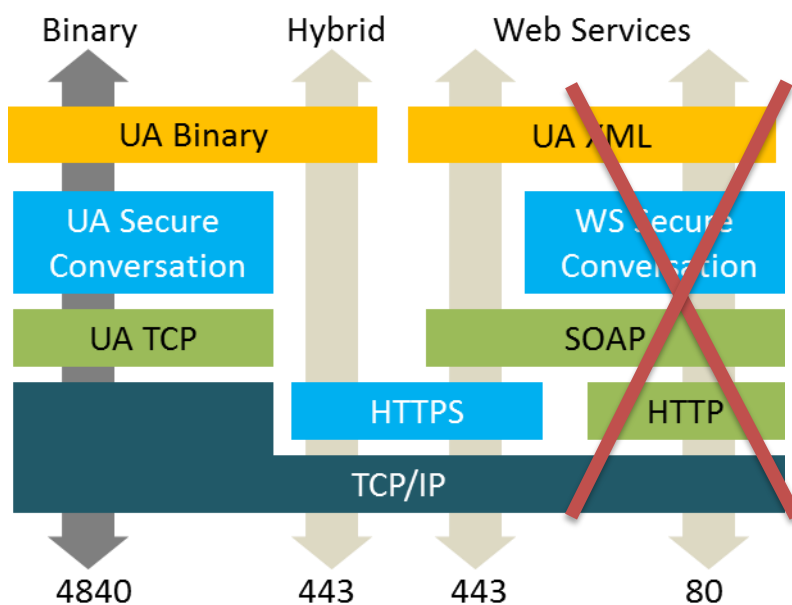 Binary
Hybrid
Web Services
UA Binary
UA XML
UA Secure
Conversation
WS Secure
Conversation
UA TCP
SOAP
HTTPS
HTTP
TCP/IP
4840
443
443
80